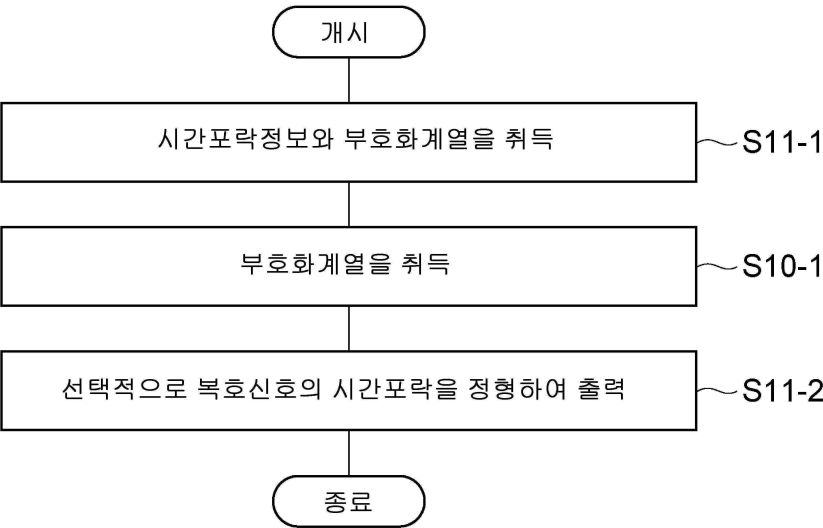 개시
시간포락정보와 부호화계열을 취득
S11-1
부호화계열을 취득
S10-1
선택적으로 복호신호의 시간포락을 정형하여 출력
S11-2
종료